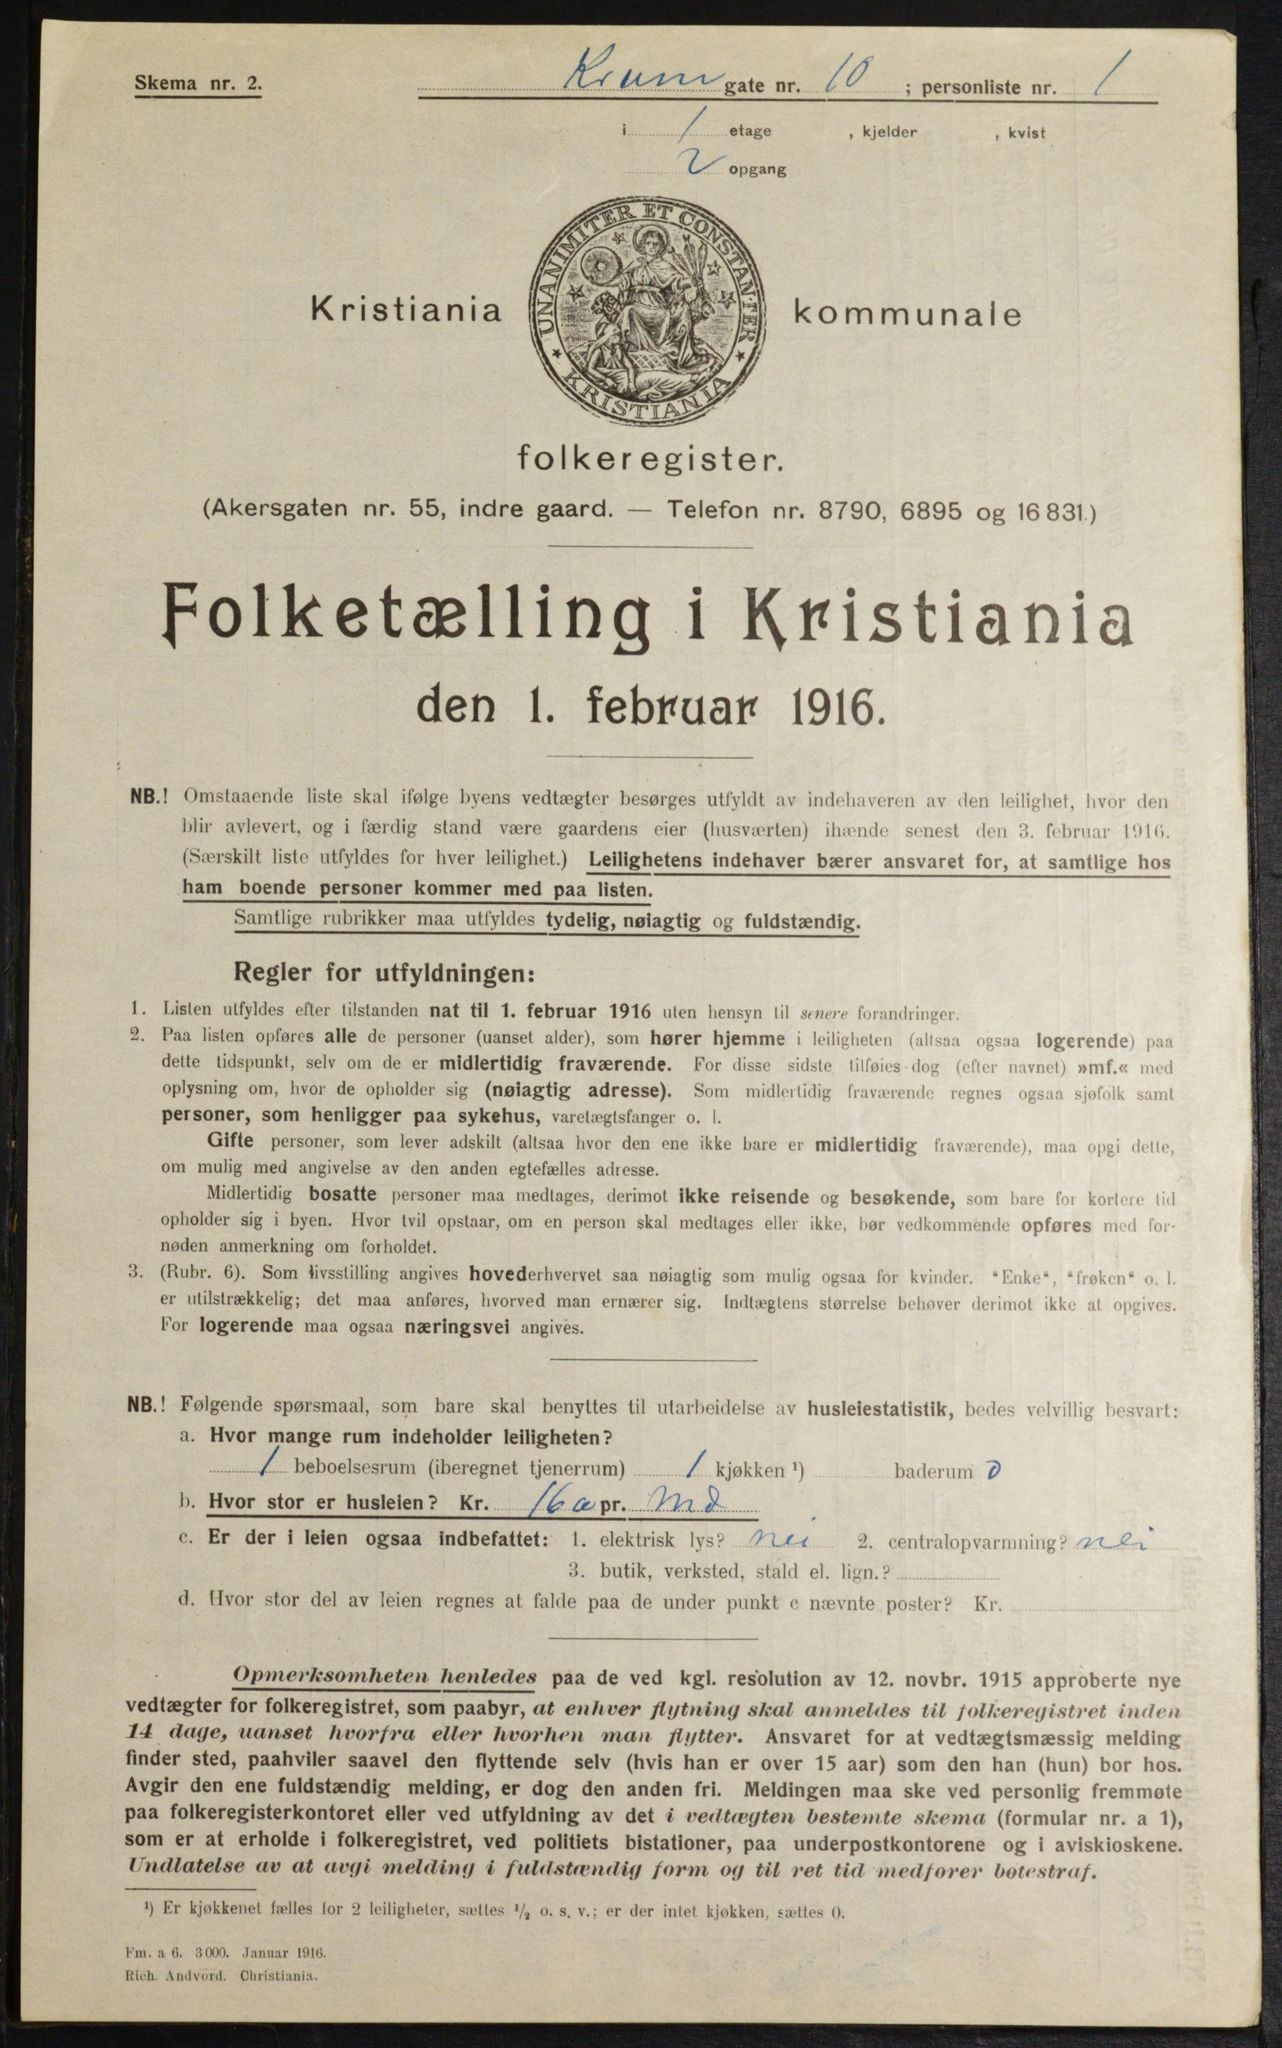 Skema nr. 2.
Krum gate nr. 10 ; personliste nr. 1
i 1 etage , kjelder , kvist
2 opgang
UNANIMITER ET CONSTANTER
KRISTIANIA
Kristiania kommunale
folkeregister.
(Akersgaten nr. 55, indre gaard. — Telefon nr. 8790, 6895 og 16831.)
Folketælling i Kristiania
den 1. februar 1916.
NB.! Omstaaende liste skal ifølge byens vedtægter besørges utfyldt av indehaveren av den leilighet, hvor den
blir avlevert, og i færdig stand være gaardens eier (husværten) ihænde senest den 3. februar 1916.
(Særskilt liste utfyldes for hver leilighet.) Leilighetens indehaver bærer ansvaret for, at samtlige hos
ham boende personer kommer med paa listen.
Samtlige rubrikker maa utfyldes tydelig, nøiagtig og fuldstændig.
Regler for utfyldningen:
1. Listen utfyldes efter tilstanden nat til 1. februar 1916 uten hensyn til senere forandringer.
2. Paa listen opføres alle de personer (uanset alder), som hører hjemme i leiligheten (altsaa ogsaa logerende) paa
dette tidspunkt, selv om de er midlertidig fraværende. For disse sidste tilføies dog (efter navnet) »mf.« med
oplysning om, hvor de opholder sig (nøiagtig adresse). Som midlertidig fraværende regnes ogsaa sjøfolk samt
personer, som henligger paa sykehus, varetægtsfanger o. l.
Gifte personer, som lever adskilt (altsaa hvor den ene ikke bare er midlertidig fraværende), maa opgi dette,
om mulig med angivelse av den anden egtefælles adresse.
Midlertidig bosatte personer maa medtages, derimot ikke reisende og besøkende, som bare for kortere tid
opholder sig i byen. Hvor tvil opstaar, om en person skal medtages eller ikke, bør vedkommende opføres med for-
nøden anmerkning om forholdet.
3. (Rubr. 6). Som livsstilling angives hovederhvervet saa nøiagtig som mulig ogsaa for kvinder. "Enke", "frøken" o. l.
er utilstrækkelig; det maa anføres, hvorved man ernærer sig. Indtægtens størrelse behøver derimot ikke at opgives.
For logerende maa ogsaa næringsvei angives.
NB.! Følgende spørsmaal, som bare skal benyttes til utarbeidelse av husleiestatistik, bedes velvillig besvart:
a. Hvor mange rum indeholder leiligheten?
1 beboelsesrum (iberegnet tjenerrum) 1 kjøkken ¹) baderum 0
b. Hvor stor er husleien? Kr. 16 pr. Md
c. Er der i leien ogsaa indbefattet: 1. elektrisk lys? nei 2. centralopvarmning? nei
3. butik, verksted, stald el. lign.?
d. Hvor stor del av leien regnes at falde paa de under punkt c nævnte poster? Kr.
Opmerksomheten henledes paa de ved kgl. resolution av 12. novbr. 1915 approberte nye
vedtægter for folkeregistret, som paabyr, at enhver flytning skal anmeldes til folkeregistret inden
14 dage, uanset hvorfra eller hvorhen man flytter. Ansvaret for at vedtægtsmæssig melding
finder sted, paahviler saavel den flyttende selv (hvis han er over 15 aar) som den han (hun) bor hos.
Avgir den ene fuldstændig melding, er dog den anden fri. Meldingen maa ske ved personlig fremmøte
paa folkeregisterkontoret eller ved utfyldning av det i vedtægten bestemte skema (formular nr. a 1),
som er at erholde i folkeregistret, ved politiets bistationer, paa underpostkontorene og i aviskioskene.
Undlatelse av at avgi melding i fuldstændig form og til ret tid medfører bøtestraf.
¹) Er kjøkkenet fælles for 2 leiligheter, sættes ½ o. s. v.; er der intet kjøkken, sættes 0.
Fm. a 6. 3000. Januar 1916.
Rich. Andvord. Christiania.